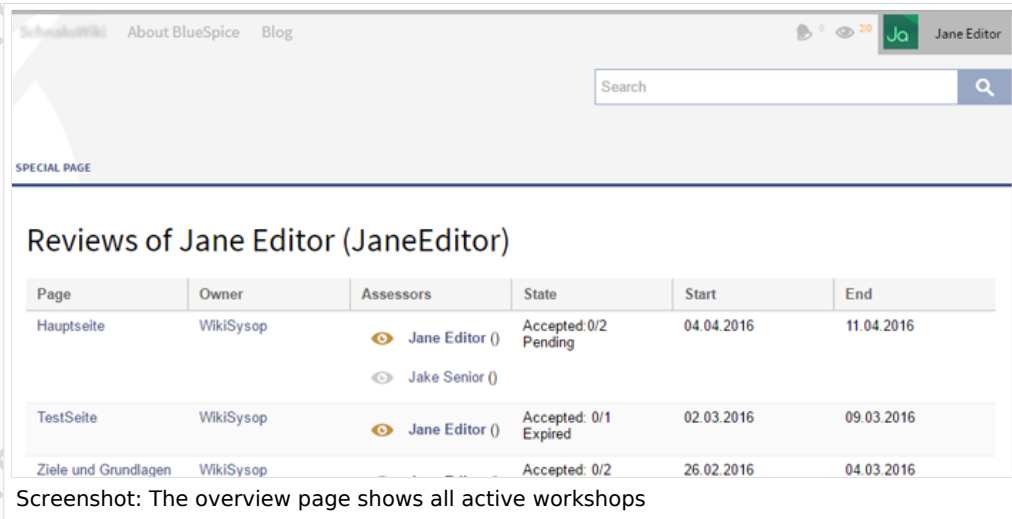 About BlueSpice Blog 0 2|0 Ja Jane Editor
Search
SPECIAL PAGE
Reviews of Jane Editor (JaneEditor)
Page Owner Assessors State Start End
Hauptseite WikiSysop Jane Editor () Accepted:0/2 04.04.2016 11.04.2016
Pending
Jake Senior ()
TestSeite WikiSysop Jane Editor () Accepted: 0/1 02.03.2016 09.03.2016
Expired
Ziele und Grundlagen WikiSysop Accepted: 0/2 26.02.2016 04.03.2016
Screenshot: The overview page shows all active workshops